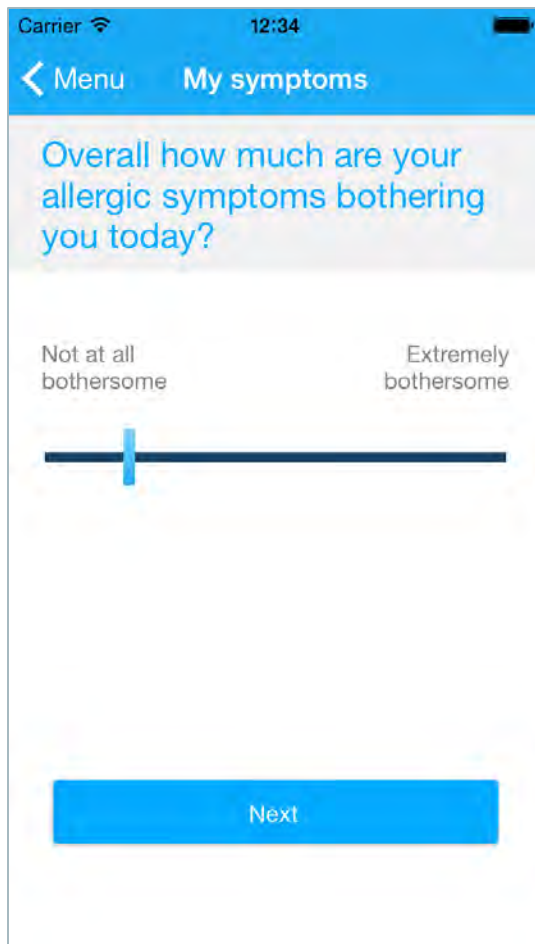 Carrier 12:34
Menu My symptoms
Overall how much are your
allergic symptoms bothering
you today?
Not at all
bothersome
Extremely
bothersome
Next